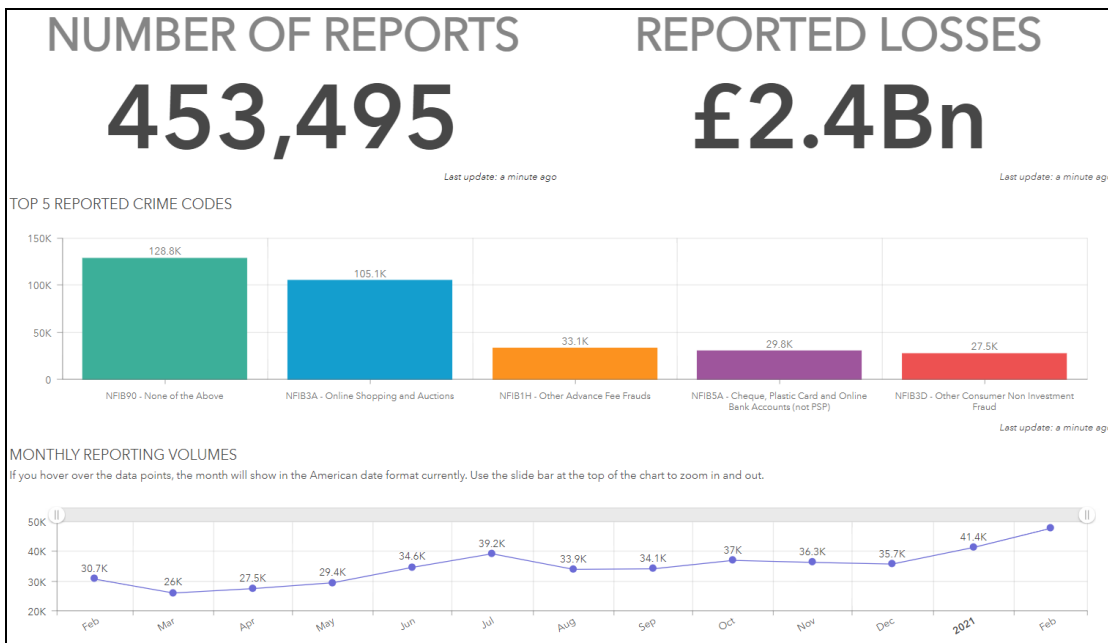 NUMBER OF REPORTS
453,495
Last update: a minute ago
REPORTED LOSSES
£2.4Bn
Last update: a minute ago
TOP 5 REPORTED CRIME CODES
150K
100K
50K
0
128.8K
105.1K
33.1K
29.8K
27.5K
NFIB90 - None of the Above
NFIB3A - Online Shopping and Auctions
NFIB1H - Other Advance Fee Frauds
NFIB5A - Cheque, Plastic Card and Online
Bank Accounts (not PSP)
NFIB3D - Other Consumer Non Investment
Fraud
Last update: a minute ago
MONTHLY REPORTING VOLUMES
If you hover over the data points, the month will show in the American date format currently. Use the slide bar at the top of the chart to zoom in and out.
50K
40K
30K
20K
30.7K
26K
27.5K
29.4K
34.6K
39.2K
33.9K
34.1K
37K
36.3K
35.7K
41.4K
Feb
Mar
Apr
May
Jun
Jul
Aug
Sep
Oct
Nov
Dec
2021
Feb